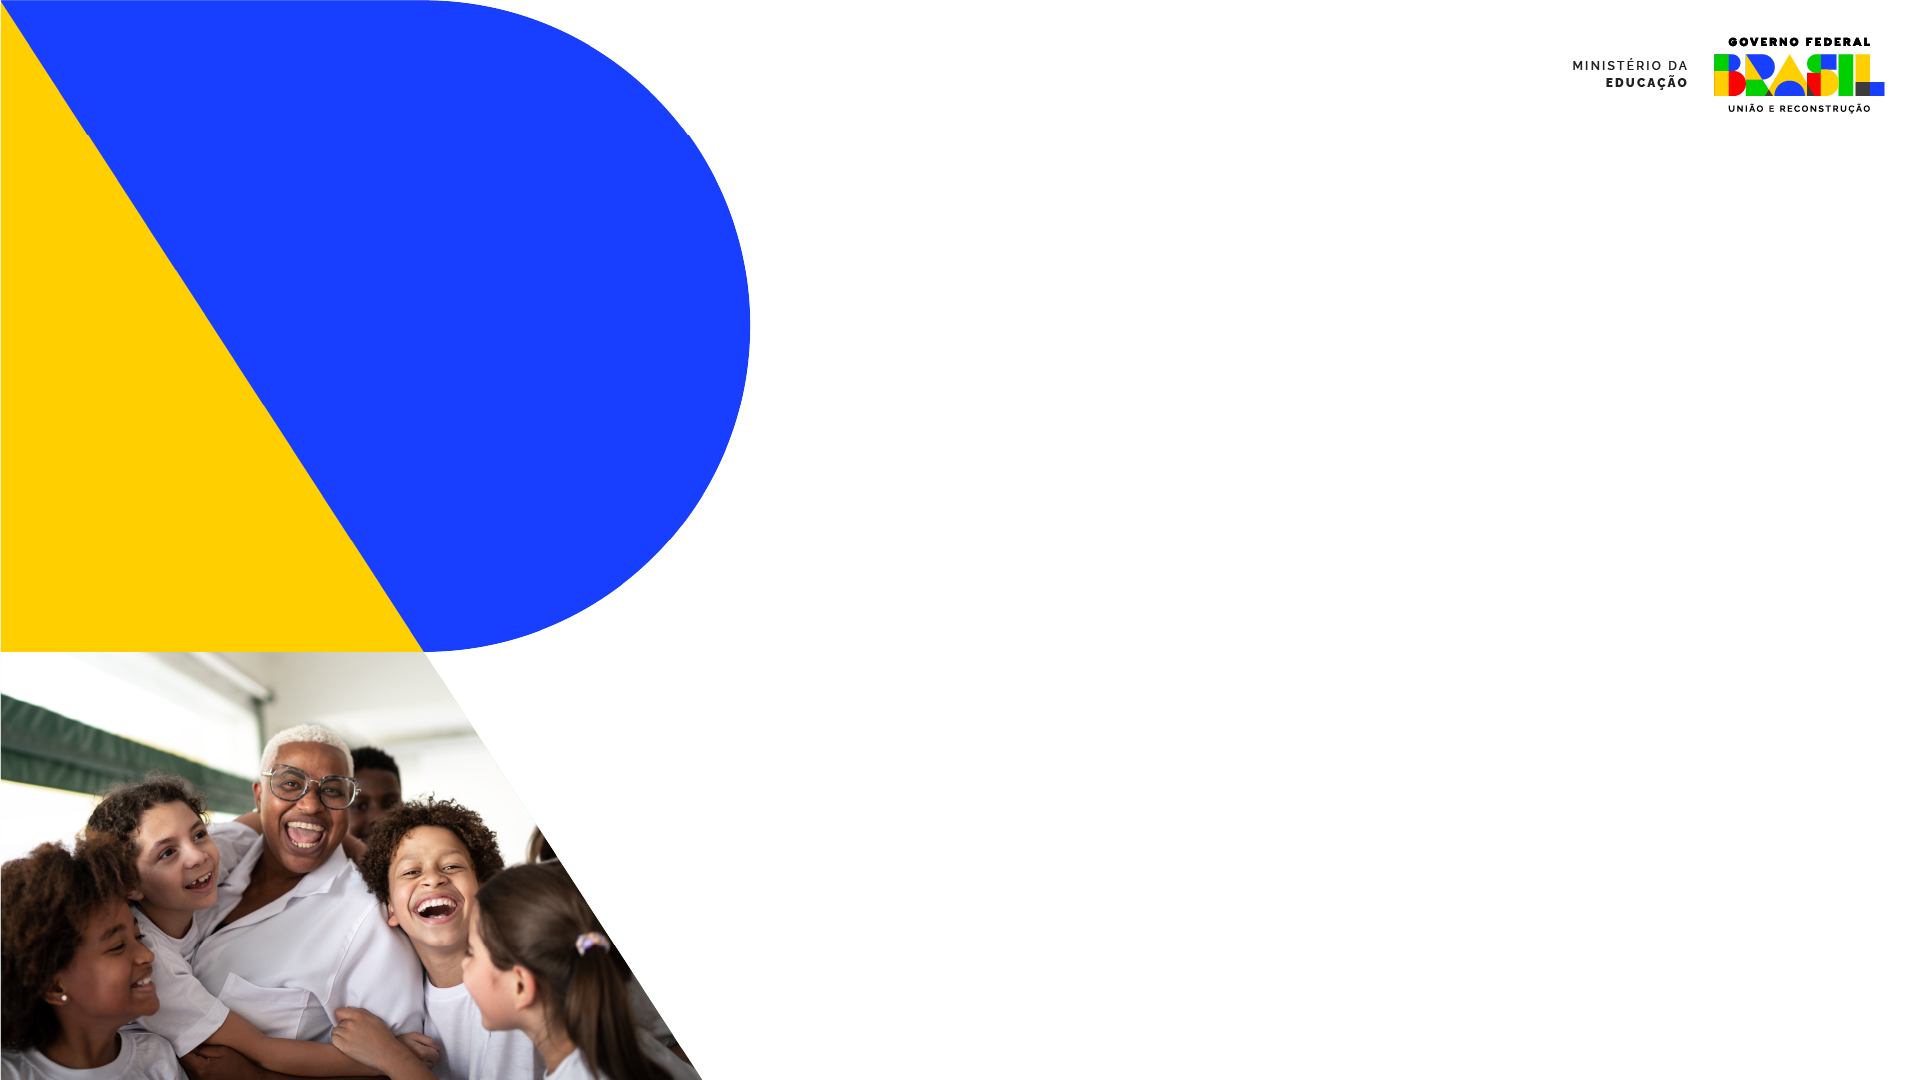 MINISTÉRIO DA
EDUCAÇÃO
GOVERNO FEDERAL
BRASIL
UNIÃO E RECONSTRUÇÃO